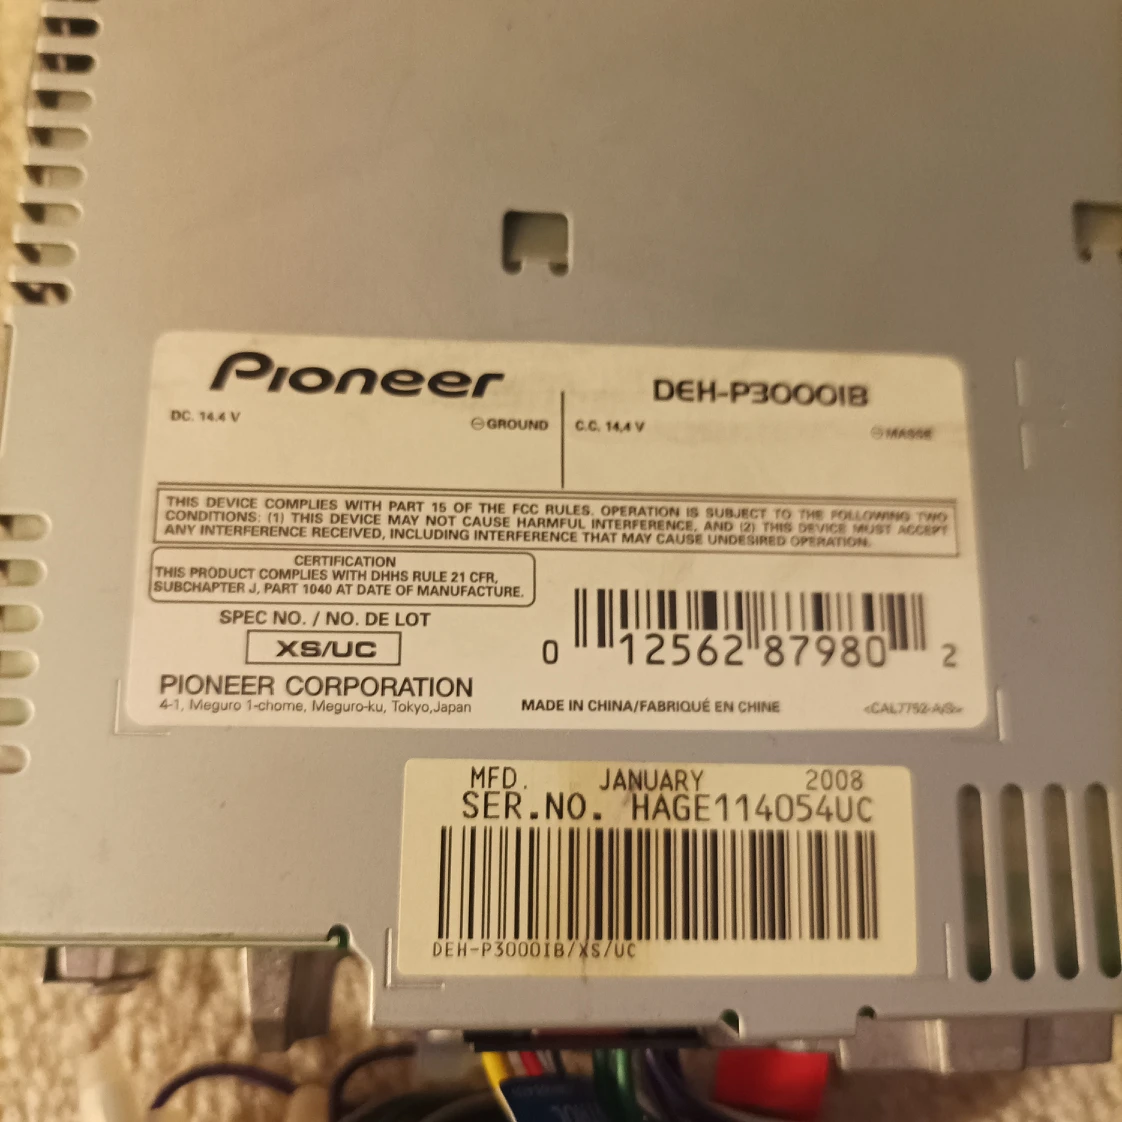 Pioneer
DEH-P3000IB
DC. 14.4 V
⊖GROUND
C.C. 14,4 V
⊖MASSE
THIS DEVICE COMPLIES WITH PART 15 OF THE FCC RULES. OPERATION IS SUBJECT TO THE FOLLOWING TWO
CONDITIONS: (1) THIS DEVICE MAY NOT CAUSE HARMFUL INTERFERENCE, AND (2) THIS DEVICE MUST ACCEPT
ANY INTERFERENCE RECEIVED, INCLUDING INTERFERENCE THAT MAY CAUSE UNDESIRED OPERATION.
CERTIFICATION
THIS PRODUCT COMPLIES WITH DHHS RULE 21 CFR,
SUBCHAPTER J, PART 1040 AT DATE OF MANUFACTURE.
SPEC NO. / NO. DE LOT
XS/UC
0 12562 87980 2
PIONEER CORPORATION
4-1, Meguro 1-chome, Meguro-ku, Tokyo,Japan
MADE IN CHINA/FABRIQUÉ EN CHINE
<CAL7792-A/S>
MFD. JANUARY 2008
SER.NO. HAGE114054UC
DEH-P3000IB/XS/UC